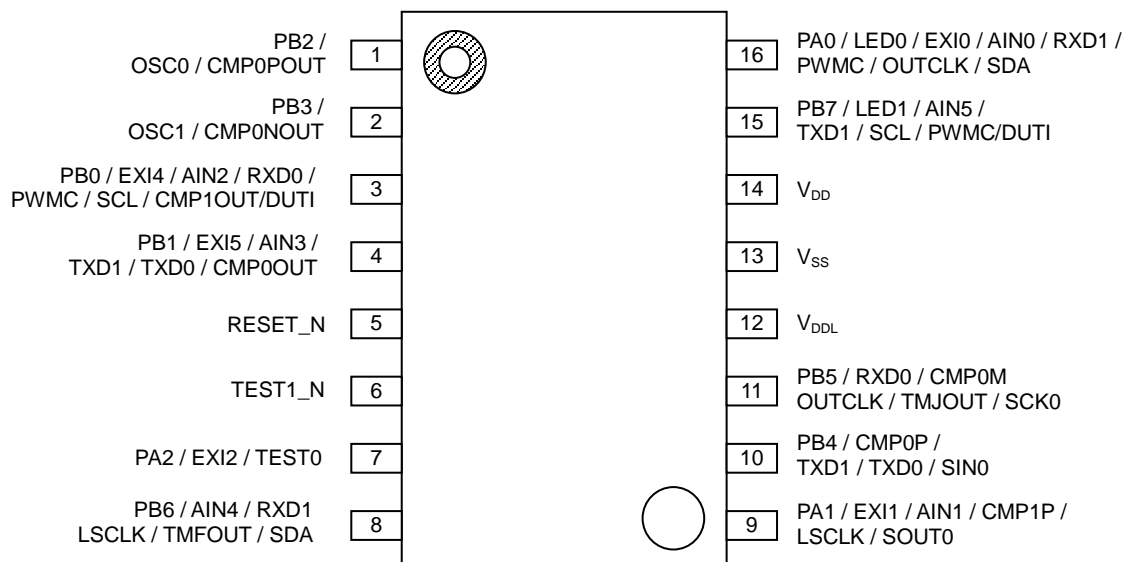 PB2 /
OSC0 / CMP0POUT
1
PB3 /
OSC1 / CMP0NOUT
2
PB0 / EXI4 / AIN2 / RXD0 /
PWMC / SCL / CMP1OUT/DUTI
3
PB1 / EXI5 / AIN3 /
TXD1 / TXD0 / CMP0OUT
4
RESET_N
5
TEST1_N
6
PA2 / EXI2 / TEST0
7
PB6 / AIN4 / RXD1
LSCLK / TMFOUT / SDA
8
16
PA0 / LED0 / EXI0 / AIN0 / RXD1 /
PWMC / OUTCLK / SDA
15
PB7 / LED1 / AIN5 /
TXD1 / SCL / PWMC/DUTI
14
VDD
13
VSS
12
VDDL
11
PB5 / RXD0 / CMP0M
OUTCLK / TMJOUT / SCK0
10
PB4 / CMP0P /
TXD1 / TXD0 / SIN0
9
PA1 / EXI1 / AIN1 / CMP1P /
LSCLK / SOUT0